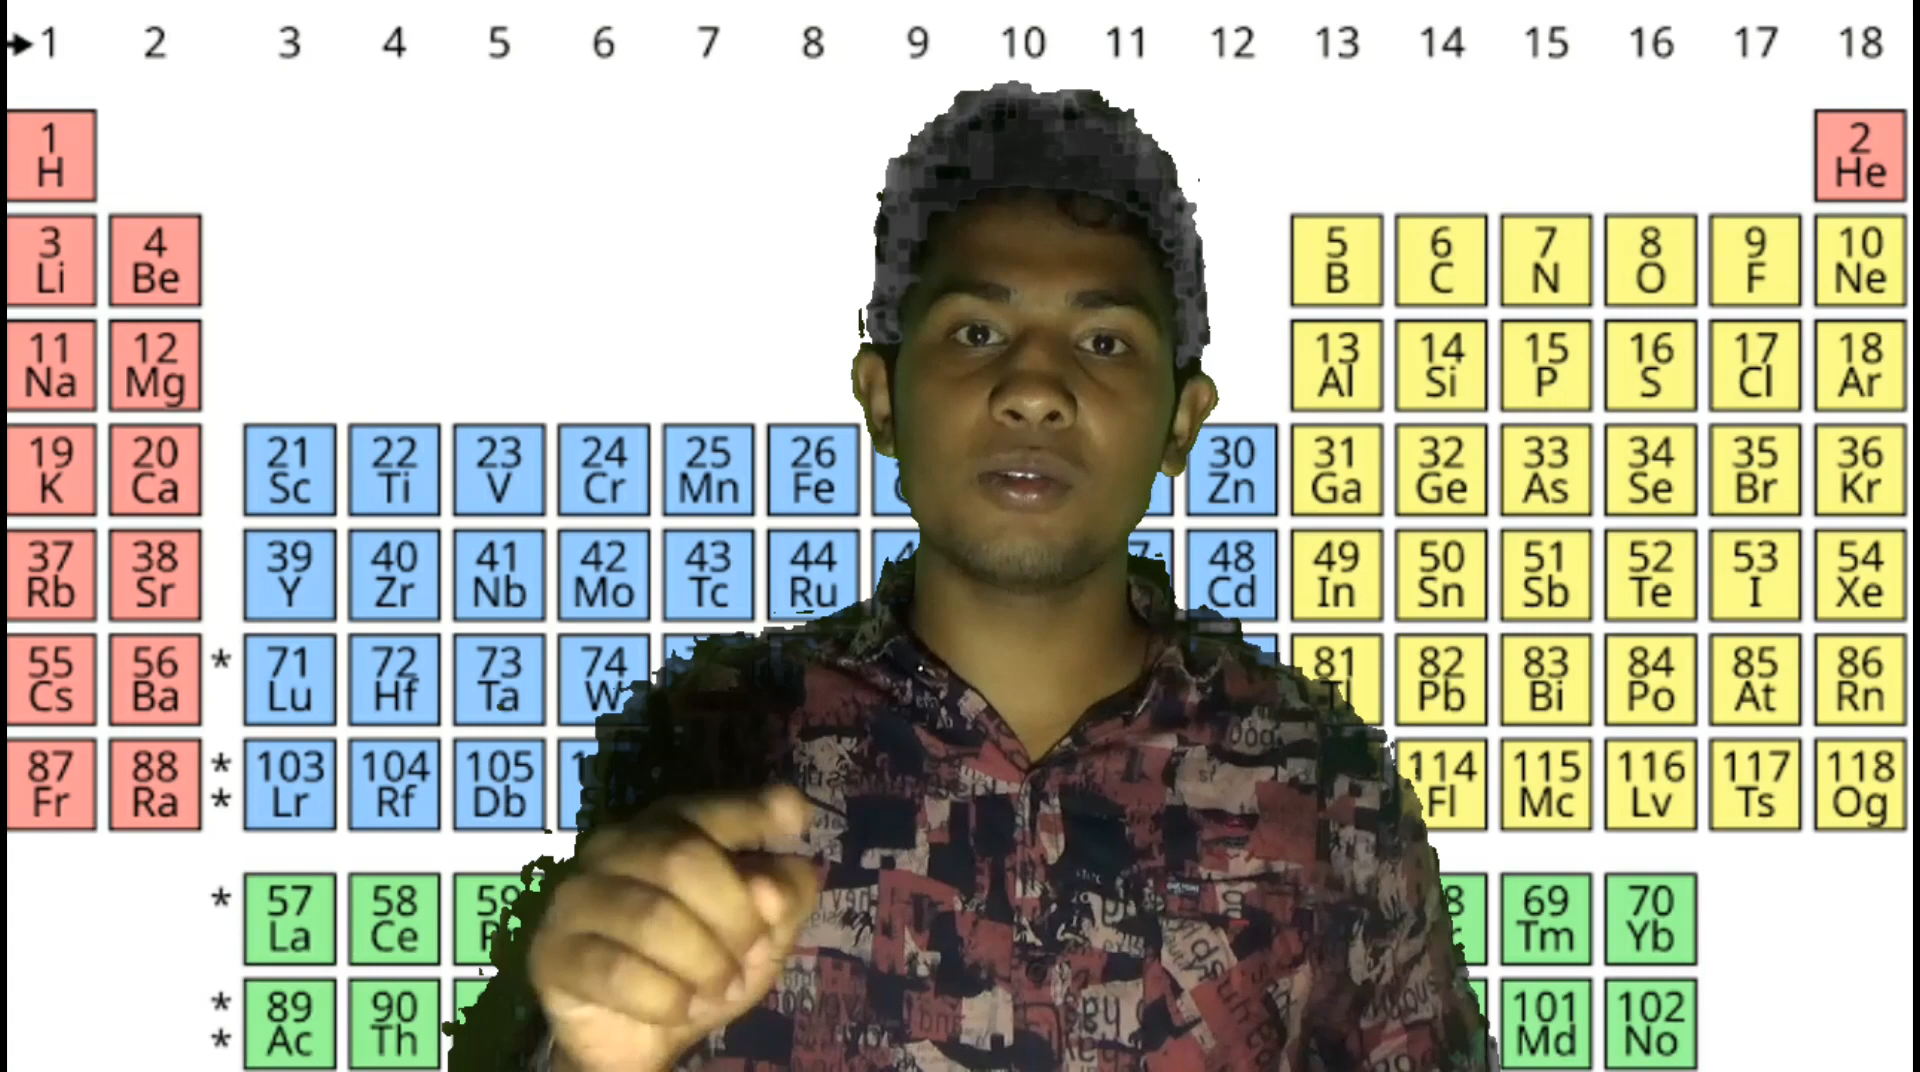 1 2 3 4 5 6 7 8 9 10 11 12 13 14 15 16 17 18
1 2
H He
3 4 5 6 7 8 9 10
Li Be B C N O F Ne
11 12 13 14 15 16 17 18
Na Mg Al Si P S Cl Ar
19 20 21 22 23 24 25 26 30 31 32 33 34 35 36
K Ca Sc Ti V Cr Mn Fe Zn Ga Ge As Se Br Kr
37 38 39 40 41 42 43 44 48 49 50 51 52 53 54
Rb Sr Y Zr Nb Mo Tc Ru Cd In Sn Sb Te I Xe
55 56 * 71 72 73 74 81 82 83 84 85 86
Cs Ba Lu Hf Ta W Tl Pb Bi Po At Rn
87 88 * 103 104 105 114 115 116 117 118
Fr Ra * Lr Rf Db Fl Mc Lv Ts Og
* 57 58 59 69 70
La Ce Tm Yb
* 89 90 101 102
* Ac Th Md No